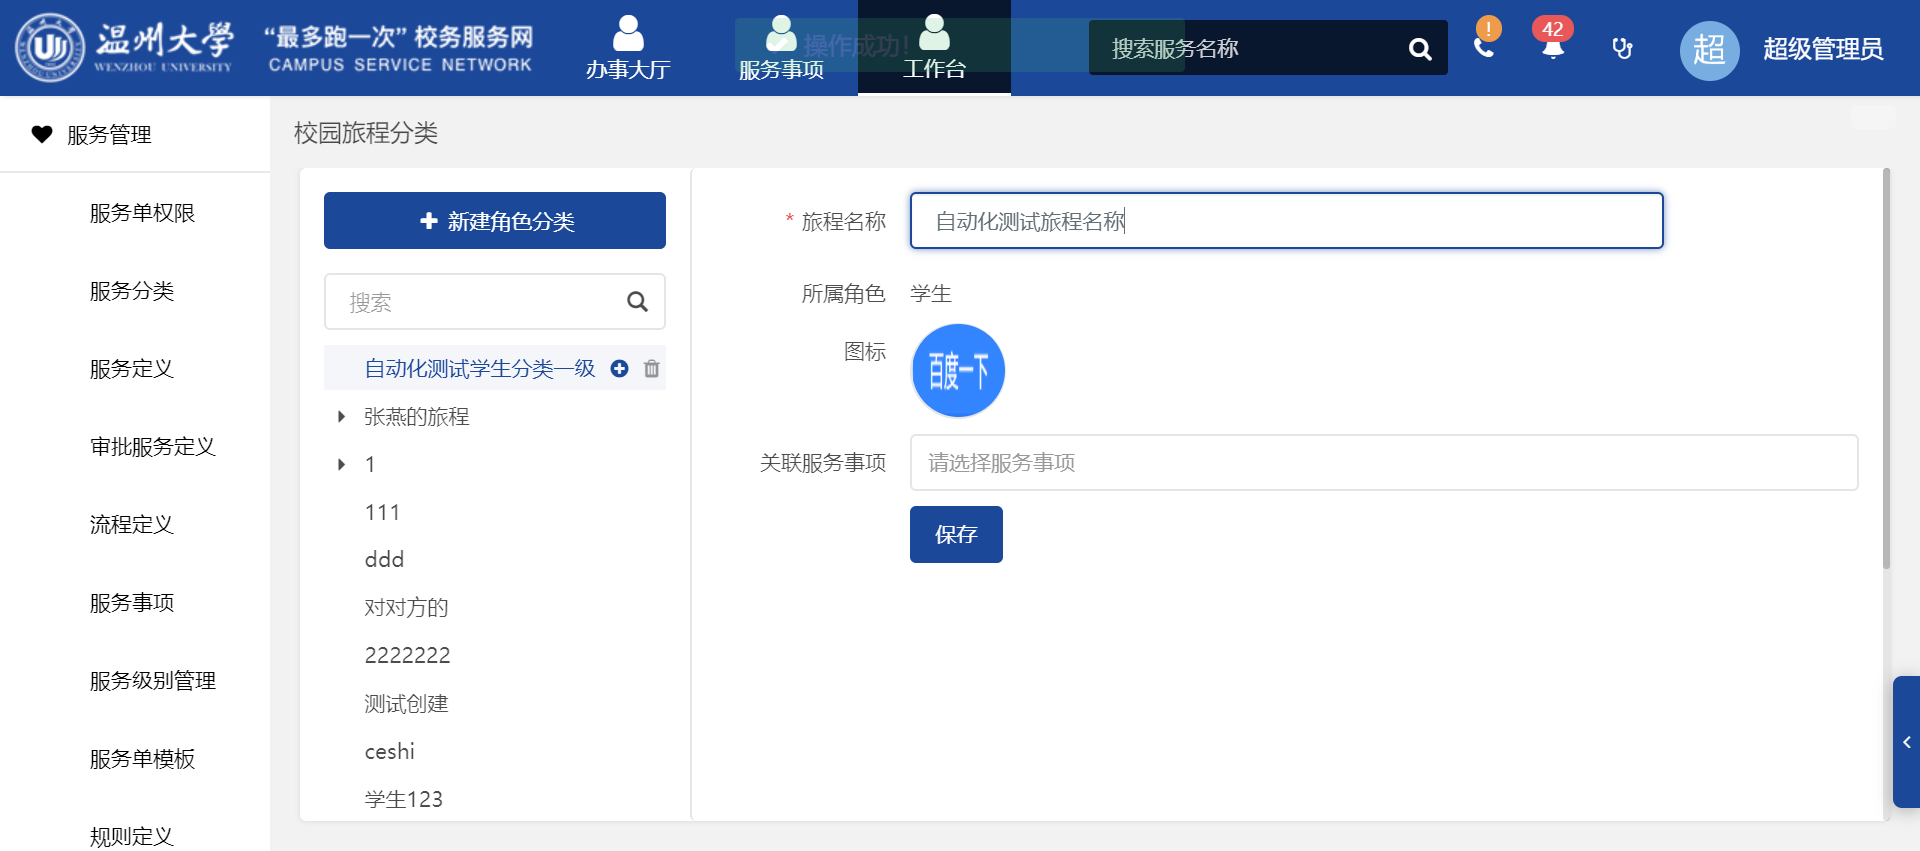 温州大学
WENZHOU UNIVERSITY
“最多跑一次” 校务服务网
CAMPUS SERVICE NETWORK
办事大厅
服务事项
工作台
操作成功!
搜索服务名称
!
42
超
超级管理员
服务管理
服务单权限
服务分类
服务定义
审批服务定义
流程定义
服务事项
服务级别管理
服务单模板
规则定义
校园旅程分类
新建角色分类
搜索
自动化测试学生分类一级
张燕的旅程
1
111
ddd
对对方的
2222222
测试创建
ceshi
学生123
* 旅程名称
自动化测试旅程名称
所属角色
学生
图标
百度一下
关联服务事项
请选择服务事项
保存